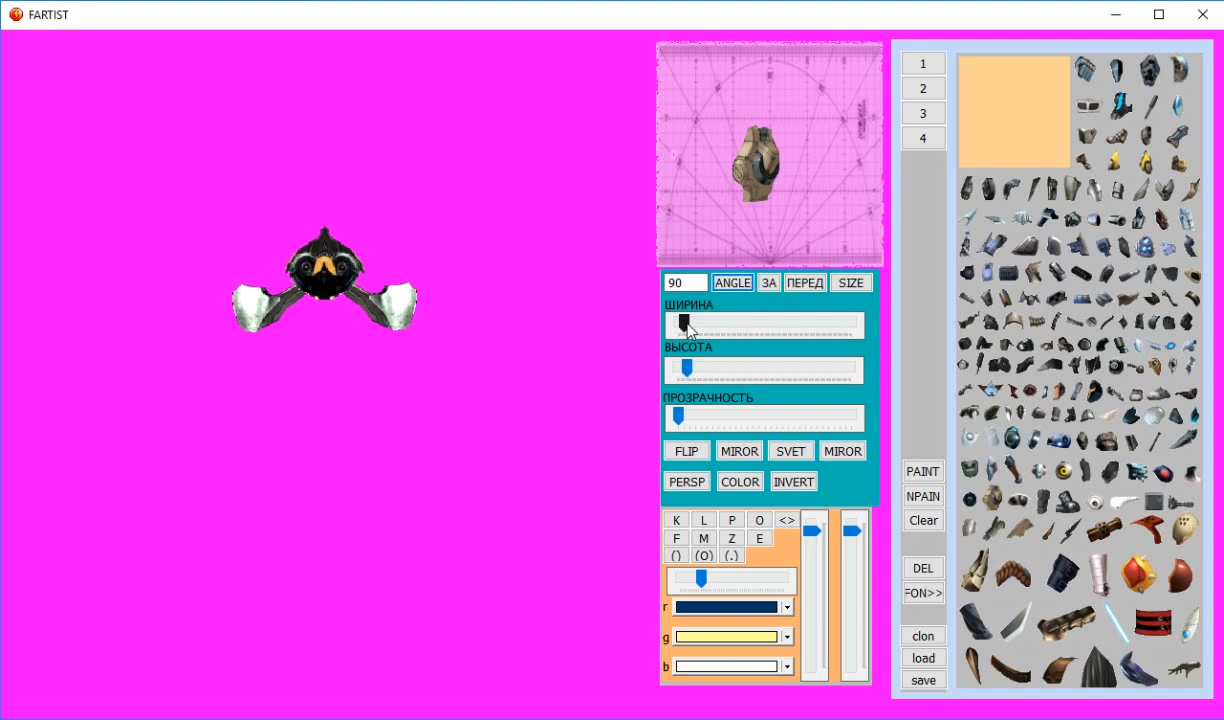 FARTIST
1
2
3
4
90 ANGLE ЗА ПЕРЕД SIZE
ШИРИНА
ВЫСОТА
ПРОЗРАЧНОСТЬ
FLIP MIROR SVET MIROR
PERSP COLOR INVERT
K L P O <>
F M Z E
() (O) (.)
r
g
b
PAINT
NPAIN
Clear
DEL
FON>>
clon
load
save